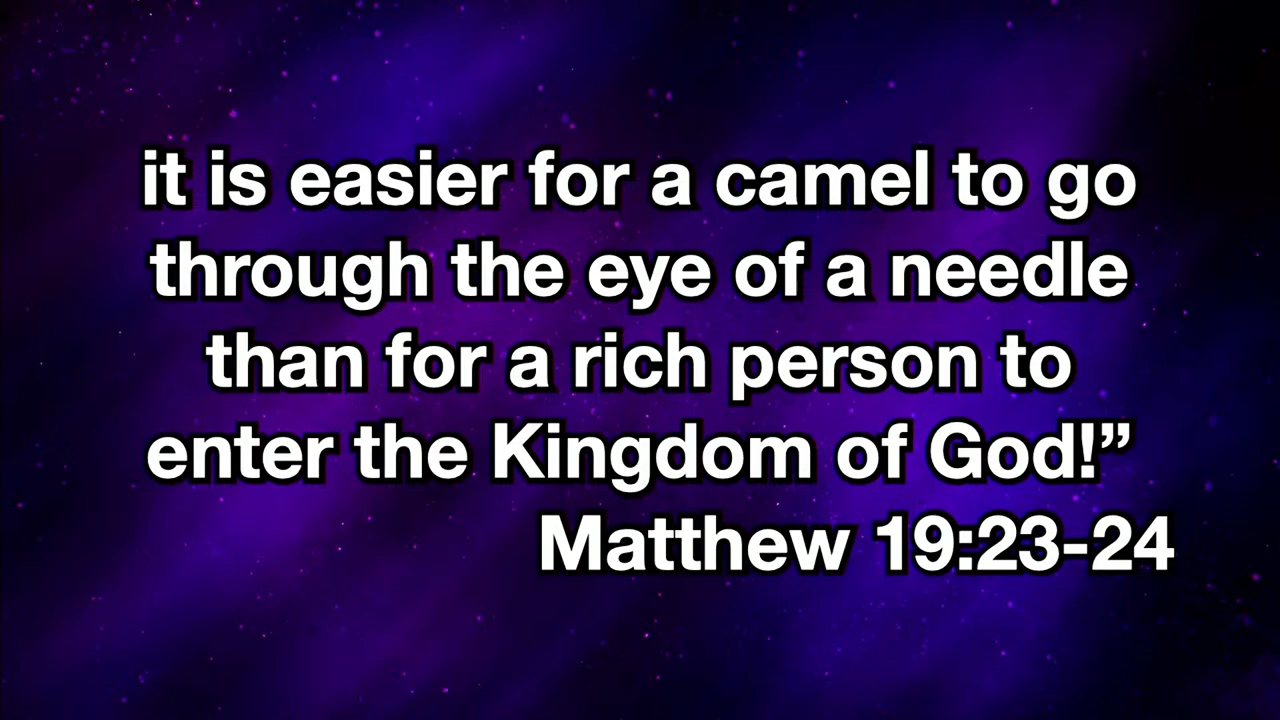 it is easier for a camel to go
through the eye of a needle
than for a rich person to
enter the Kingdom of God!”
Matthew 19:23-24